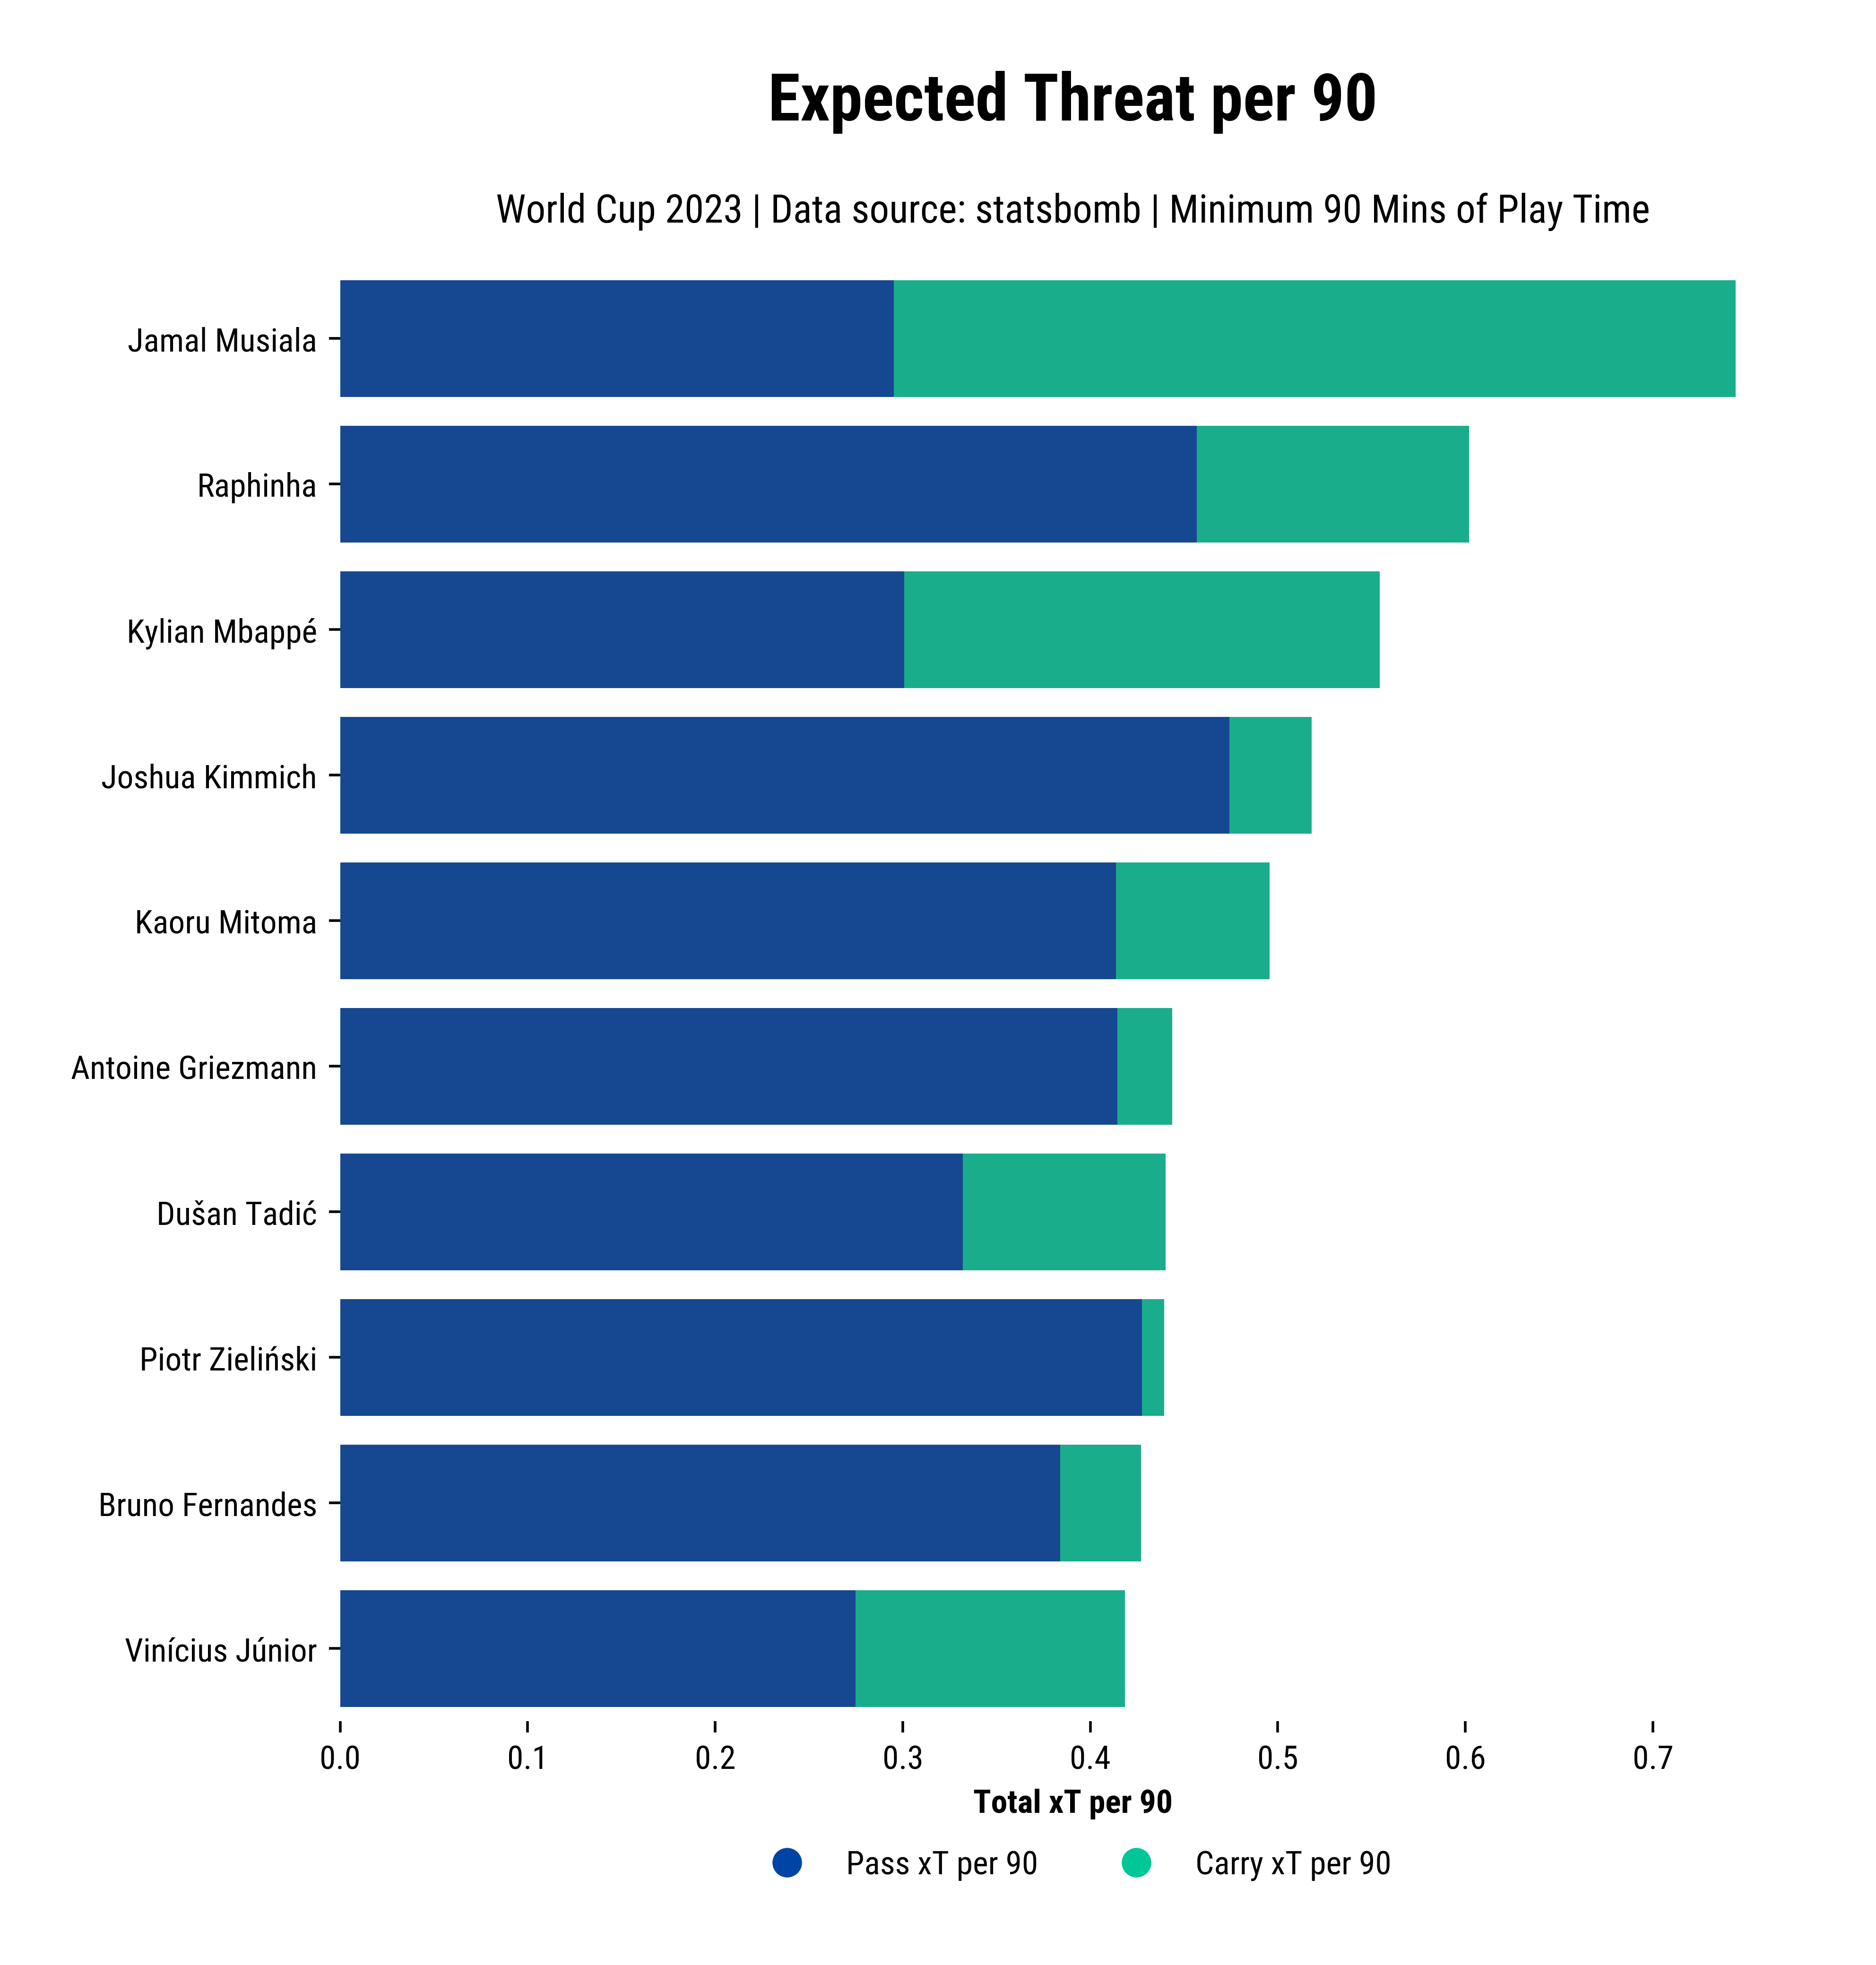 Expected Threat per 90
World Cup 2023 | Data source: statsbomb | Minimum 90 Mins of Play Time
Jamal Musiala
Raphinha
Kylian Mbappé
Joshua Kimmich
Kaoru Mitoma
Antoine Griezmann
Dušan Tadić
Piotr Zieliński
Bruno Fernandes
Vinícius Júnior
0.0 0.1 0.2 0.3 0.4 0.5 0.6 0.7
Total xT per 90
Pass xT per 90 Carry xT per 90